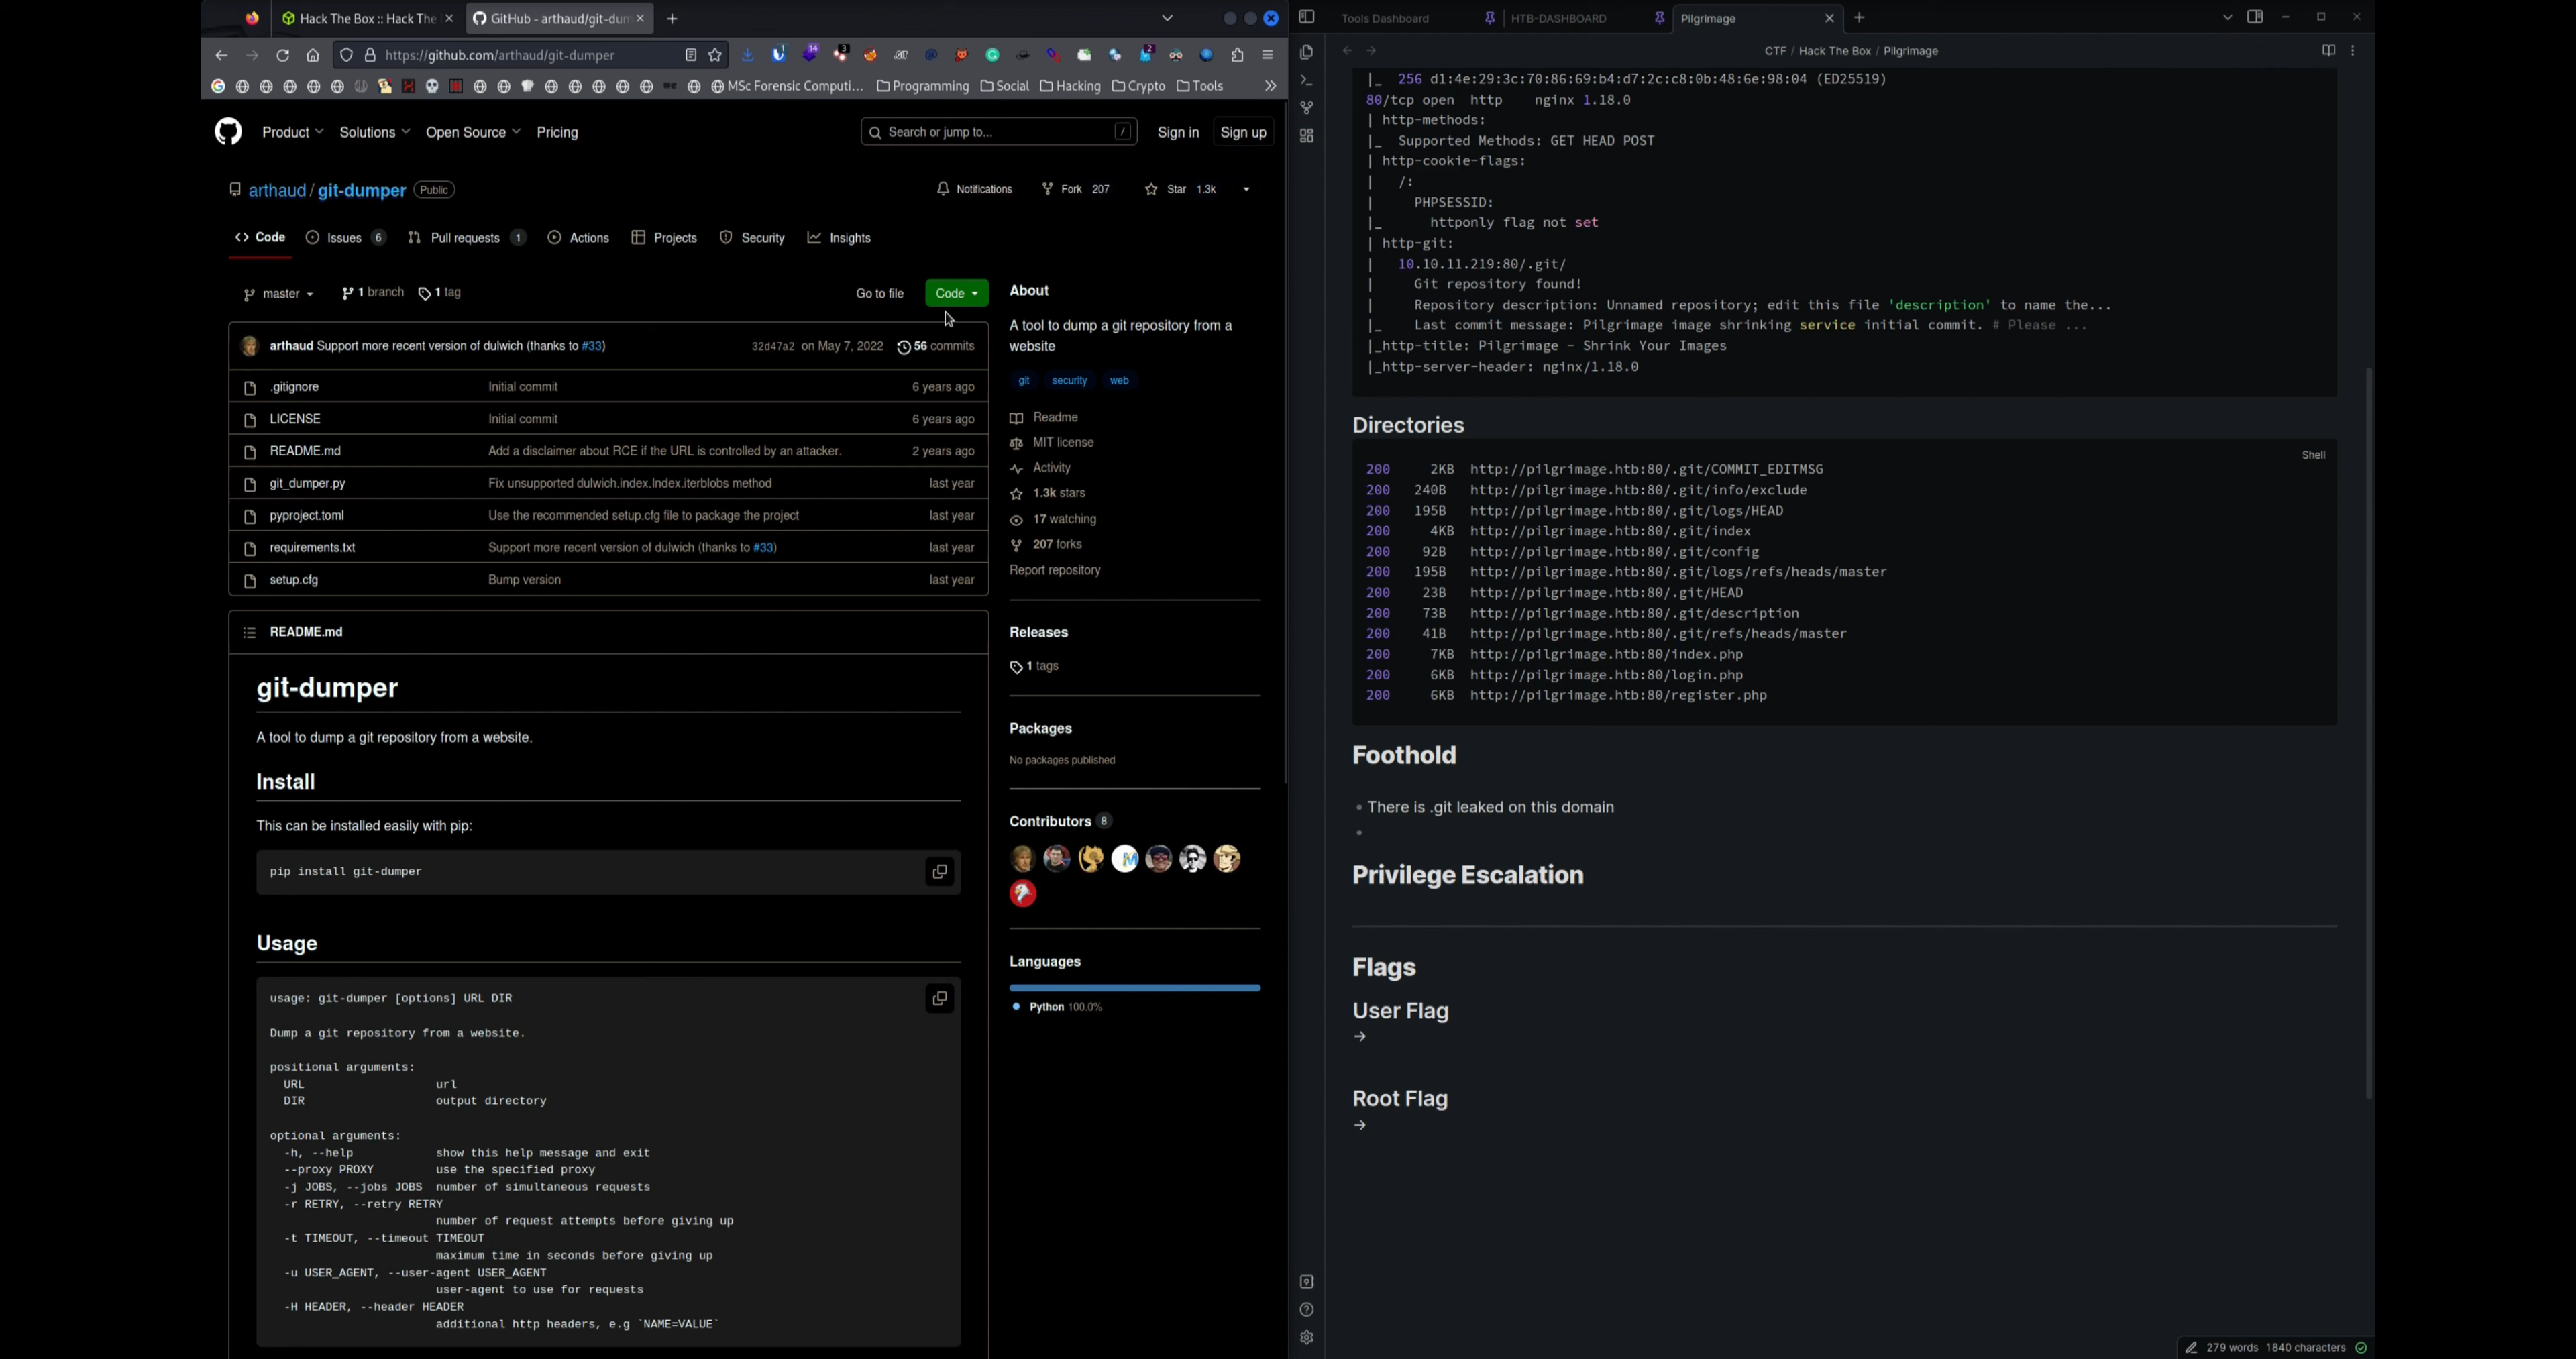 Hack The Box :: Hack The
GitHub - arthaud/git-dum
https://github.com/arthaud/git-dumper
14
3
2
MSc Forensic Computi...
Programming
Social
Hacking
Crypto
Tools
Product
Solutions
Open Source
Pricing
Search or jump to...
/
Sign in
Sign up
arthaud / git-dumper
Public
Notifications
Fork 207
Star 1.3k
Code
Issues 6
Pull requests 1
Actions
Projects
Security
Insights
master
1 branch
1 tag
Go to file
Code
arthaud Support more recent version of dulwich (thanks to #33)
32d47a2 on May 7, 2022
56 commits
.gitignore Initial commit 6 years ago
LICENSE Initial commit 6 years ago
README.md Add a disclaimer about RCE if the URL is controlled by an attacker. 2 years ago
git_dumper.py Fix unsupported dulwich.index.Index.iterblobs method last year
pyproject.toml Use the recommended setup.cfg file to package the project last year
requirements.txt Support more recent version of dulwich (thanks to #33) last year
setup.cfg Bump version last year
README.md
git-dumper
A tool to dump a git repository from a website.
Install
This can be installed easily with pip:
pip install git-dumper
Usage
usage: git-dumper [options] URL DIR
Dump a git repository from a website.
positional arguments:
URL url
DIR output directory
optional arguments:
-h, --help show this help message and exit
--proxy PROXY use the specified proxy
-j JOBS, --jobs JOBS number of simultaneous requests
-r RETRY, --retry RETRY
number of request attempts before giving up
-t TIMEOUT, --timeout TIMEOUT
maximum time in seconds before giving up
-u USER_AGENT, --user-agent USER_AGENT
user-agent to use for requests
-H HEADER, --header HEADER
additional http headers, e.g `NAME=VALUE`
About
A tool to dump a git repository from a
website
git security web
Readme
MIT license
Activity
1.3k stars
17 watching
207 forks
Report repository
Releases
1 tags
Packages
No packages published
Contributors 8
Languages
Python 100.0%
Tools Dashboard
HTB-DASHBOARD
Pilgrimage
CTF / Hack The Box / Pilgrimage
|_ 256 d1:4e:29:3c:70:86:69:b4:d7:2c:c8:0b:48:6e:98:04 (ED25519)
80/tcp open http nginx 1.18.0
| http-methods:
|_ Supported Methods: GET HEAD POST
| http-cookie-flags:
| /:
| PHPSESSID:
|_ httponly flag not set
| http-git:
| 10.10.11.219:80/.git/
| Git repository found!
| Repository description: Unnamed repository; edit this file 'description' to name the...
|_ Last commit message: Pilgrimage image shrinking service initial commit. # Please ...
|_http-title: Pilgrimage - Shrink Your Images
|_http-server-header: nginx/1.18.0
Directories
Shell
200 2KB http://pilgrimage.htb:80/.git/COMMIT_EDITMSG
200 240B http://pilgrimage.htb:80/.git/info/exclude
200 195B http://pilgrimage.htb:80/.git/logs/HEAD
200 4KB http://pilgrimage.htb:80/.git/index
200 92B http://pilgrimage.htb:80/.git/config
200 195B http://pilgrimage.htb:80/.git/logs/refs/heads/master
200 23B http://pilgrimage.htb:80/.git/HEAD
200 73B http://pilgrimage.htb:80/.git/description
200 41B http://pilgrimage.htb:80/.git/refs/heads/master
200 7KB http://pilgrimage.htb:80/index.php
200 6KB http://pilgrimage.htb:80/login.php
200 6KB http://pilgrimage.htb:80/register.php
Foothold
• There is .git leaked on this domain
•
Privilege Escalation
Flags
User Flag
→
Root Flag
→
279 words 1840 characters